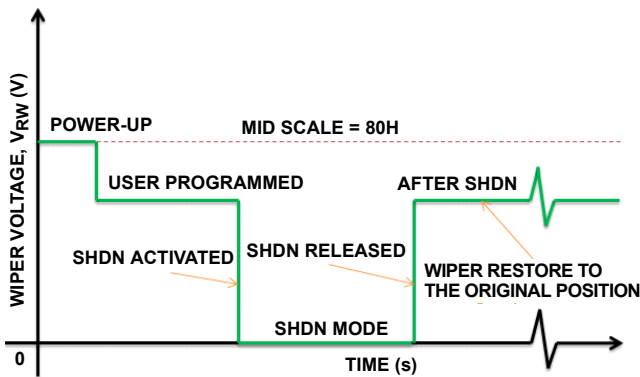 WIPER VOLTAGE, VRW (V)
POWER-UP
MID SCALE = 80H
USER PROGRAMMED
AFTER SHDN
SHDN ACTIVATED
SHDN RELEASED
WIPER RESTORE TO
THE ORIGINAL POSITION
SHDN MODE
0
TIME (s)